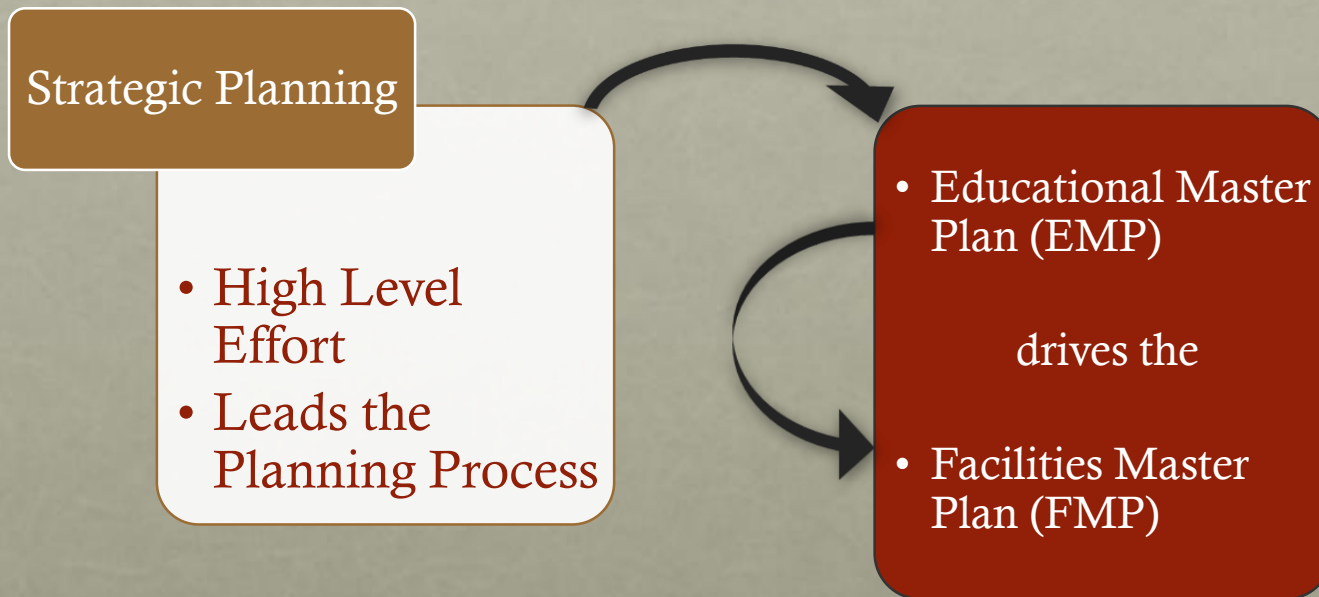 Strategic Planning
• High Level
Effort
• Leads the
Planning Process
• Educational Master
Plan (EMP)
drives the
• Facilities Master
Plan (FMP)